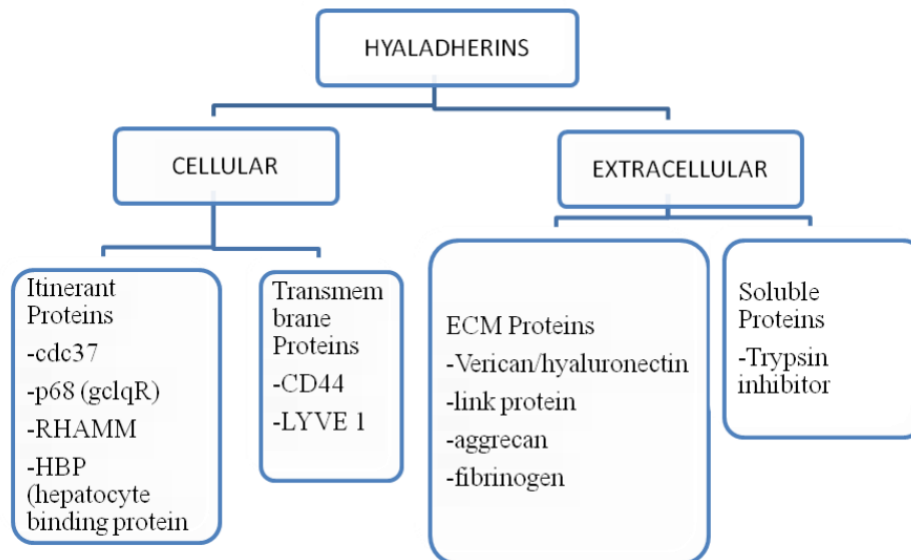 HYALADHERINS
CELLULAR
EXTRACELLULAR
Itinerant
Proteins
-cdc37
-p68 (gclqR)
-RHAMM
-HBP
(hepatocyte
binding protein
Transmem
brane
Proteins
-CD44
-LYVE 1
ECM Proteins
-Verican/hyaluronectin
-link protein
-aggrecan
-fibrinogen
Soluble
Proteins
-Trypsin
inhibitor